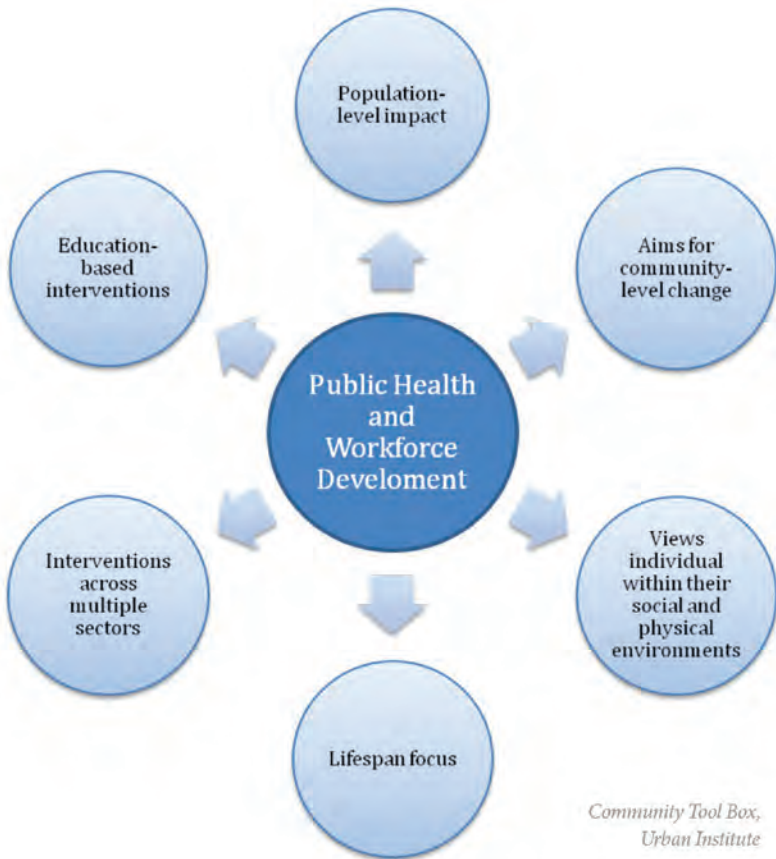 Population-
level impact
Education-
based
interventions
Aims for
community-
level change
Public Health
and
Workforce
Develoment
Interventions
across
multiple
sectors
Views
individual
within their
social and
physical
environments
Lifespan focus
Community Tool Box,
Urban Institute